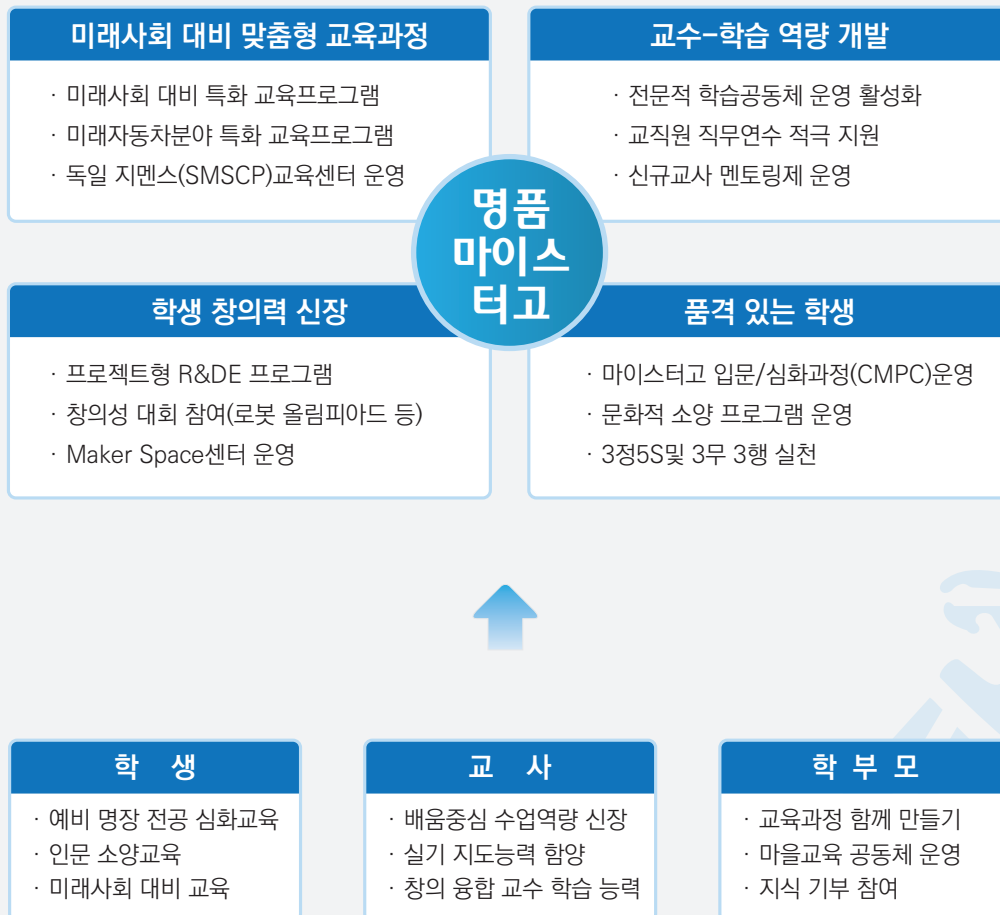 미래사회 대비 맞춤형 교육과정
· 미래사회 대비 특화 교육프로그램
· 미래자동차분야 특화 교육프로그램
· 독일 지멘스(SMSCP)교육센터 운영
교수-학습 역량 개발
· 전문적 학습공동체 운영 활성화
· 교직원 직무연수 적극 지원
· 신규교사 멘토링제 운영
명품
마이스
터고
학생 창의력 신장
· 프로젝트형 R&DE 프로그램
· 창의성 대회 참여(로봇 올림피아드 등)
· Maker Space센터 운영
품격 있는 학생
· 마이스터고 입문/심화과정(CMPC)운영
· 문화적 소양 프로그램 운영
· 3정5S및 3무 3행 실천
학 생
· 예비 명장 전공 심화교육
· 인문 소양교육
· 미래사회 대비 교육
교 사
· 배움중심 수업역량 신장
· 실기 지도능력 함양
· 창의 융합 교수 학습 능력
학 부 모
· 교육과정 함께 만들기
· 마을교육 공동체 운영
· 지식 기부 참여